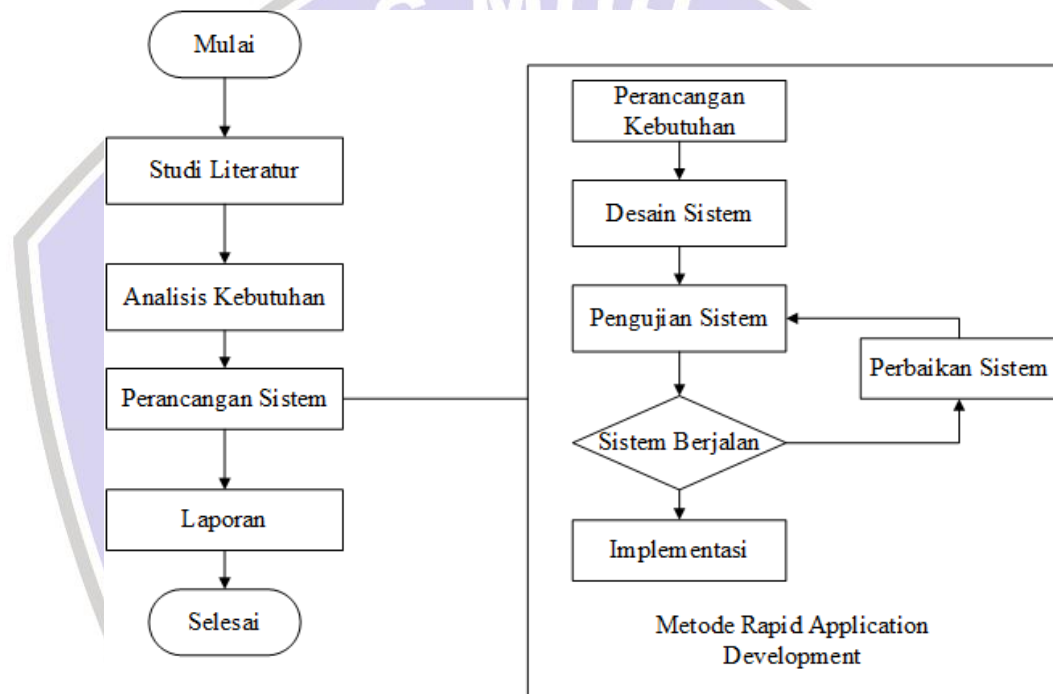 Mulai
Studi Literatur
Analisis Kebutuhan
Perancangan Sistem
Laporan
Selesai
Perancangan
Kebutuhan
Desain Sistem
Pengujian Sistem
Perbaikan Sistem
Sistem Berjalan
Implementasi
Metode Rapid Application
Development